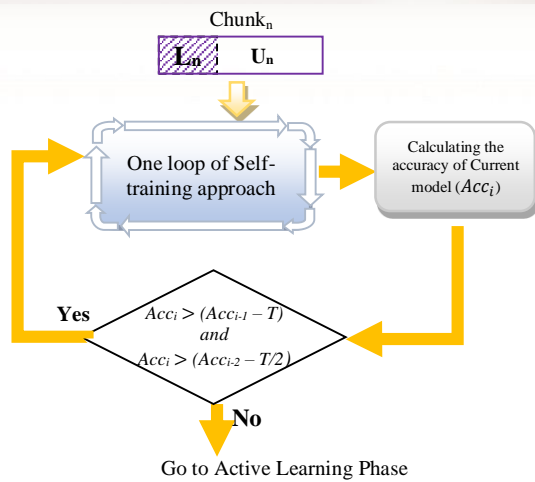 Chunkₙ
Lₙ Uₙ
One loop of Self-
training approach
Calculating the
accuracy of Current
model (Accᵢ)
Yes
Accᵢ > (Accᵢ₋₁ – T)
and
Accᵢ > (Accᵢ₋₂ – T/2)
No
Go to Active Learning Phase